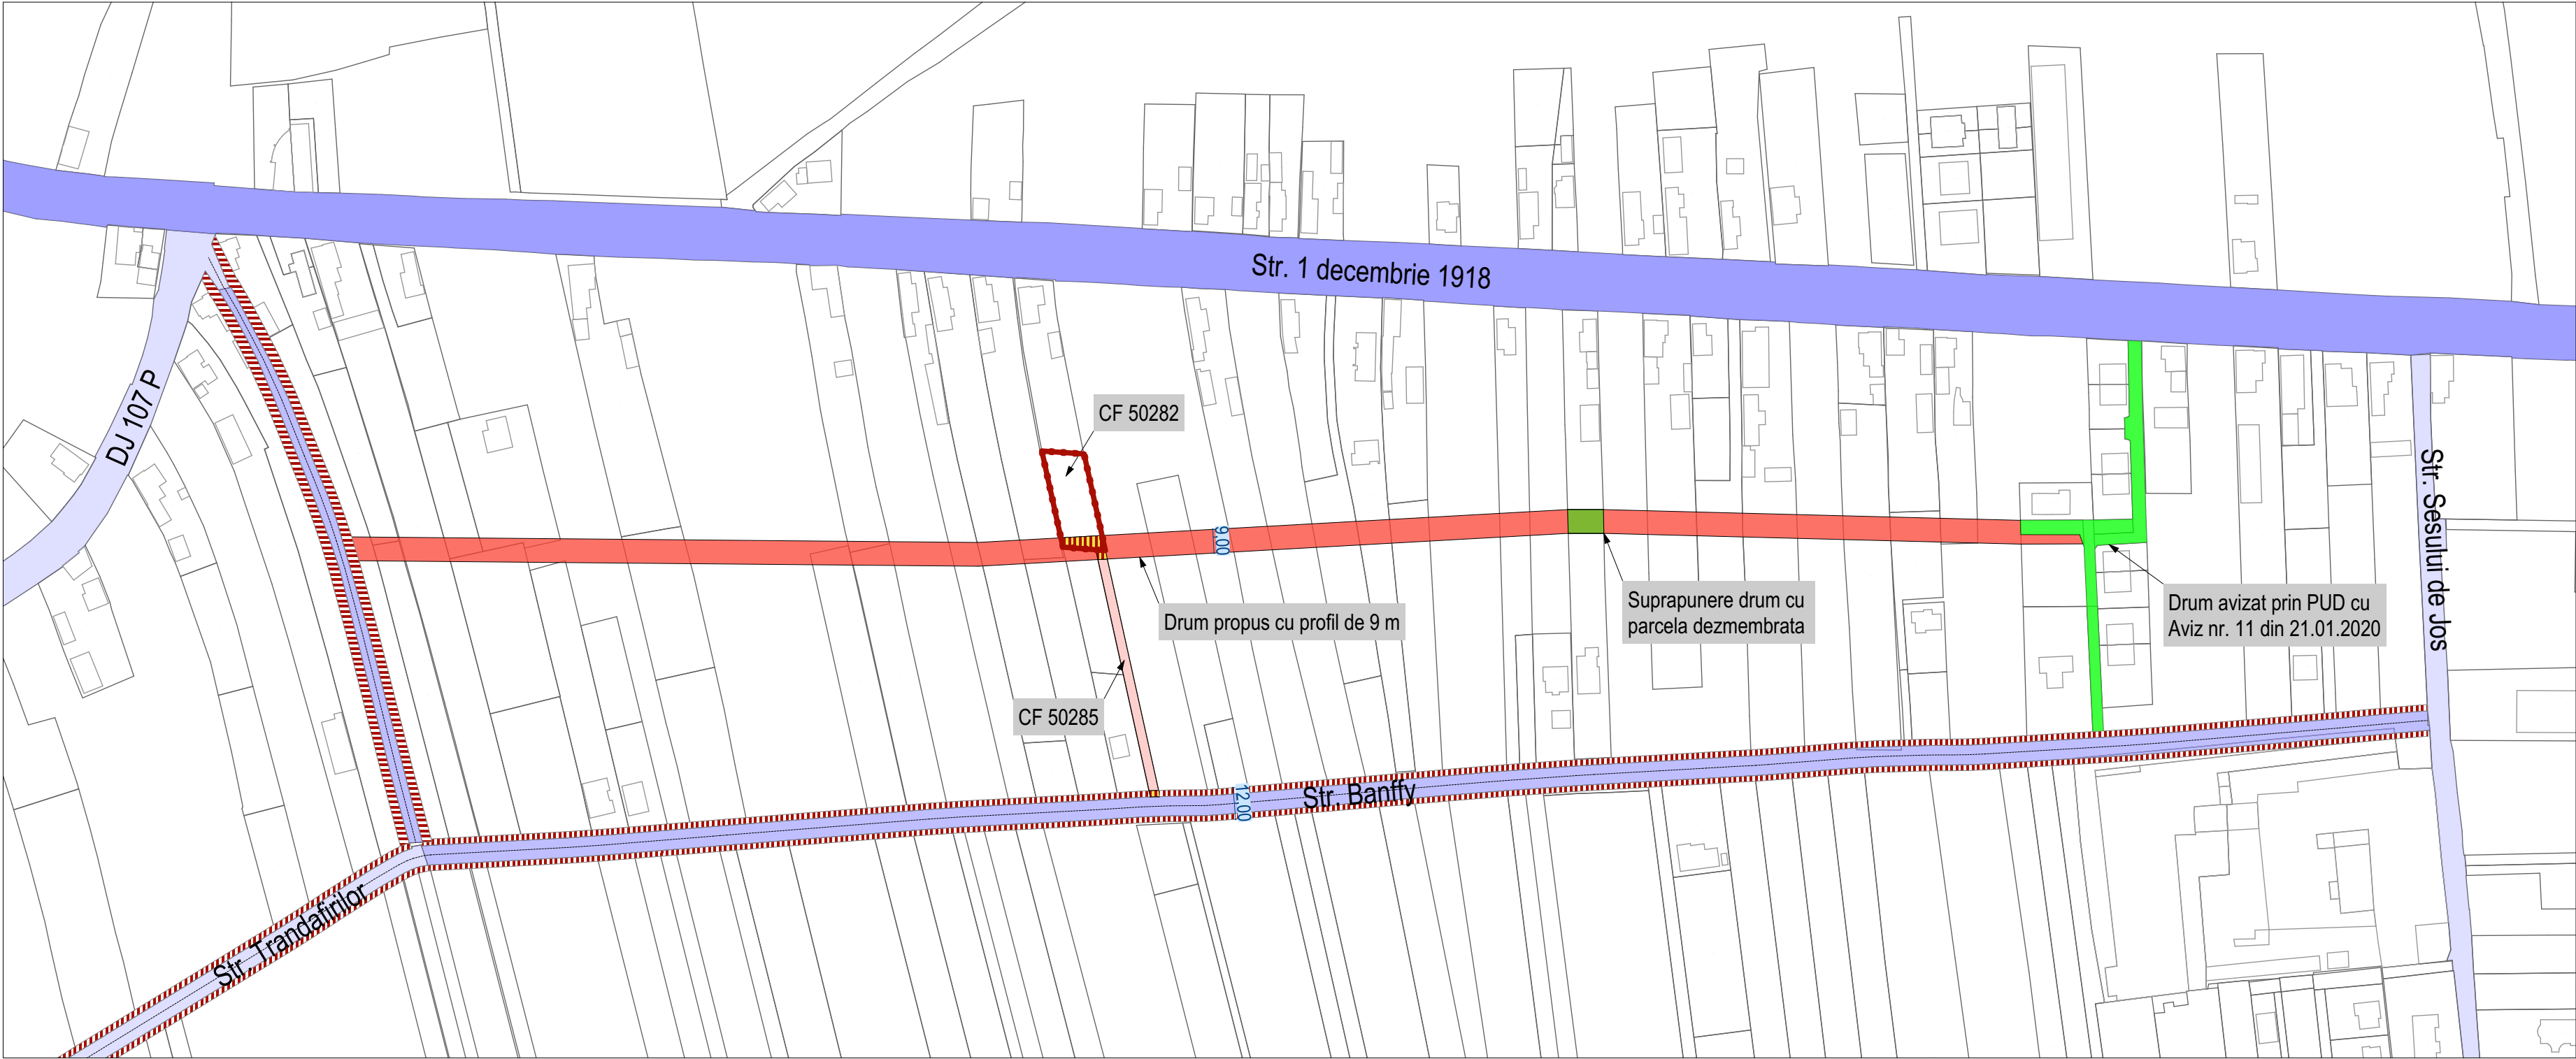 Str. 1 decembrie 1918
DJ 107 P
CF 50282
Str. Sesului de Jos
9,00
Suprapunere drum cu
parcela dezmembrata
Drum avizat prin PUD cu
Aviz nr. 11 din 21.01.2020
Drum propus cu profil de 9 m
CF 50285
12,00
Str. Banffy
Str. Trandafirilor